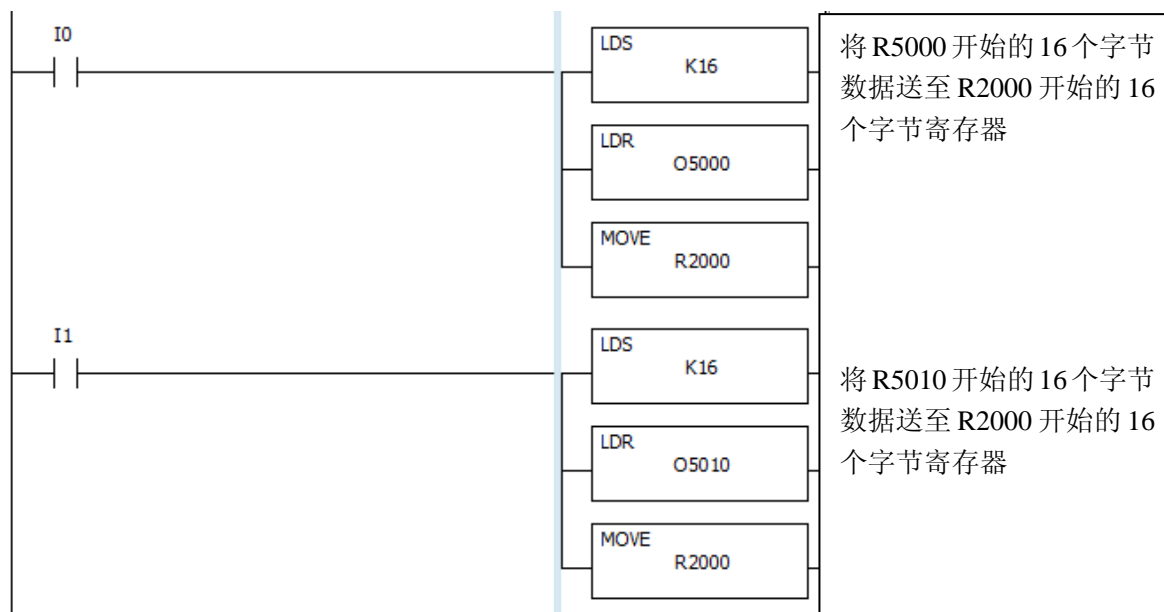 I0
LDS
K16
LDR
O5000
MOVE
R2000
将R5000开始的16个字节
数据送至R2000开始的16
个字节寄存器
I1
LDS
K16
LDR
O5010
MOVE
R2000
将R5010开始的16个字节
数据送至R2000开始的16
个字节寄存器